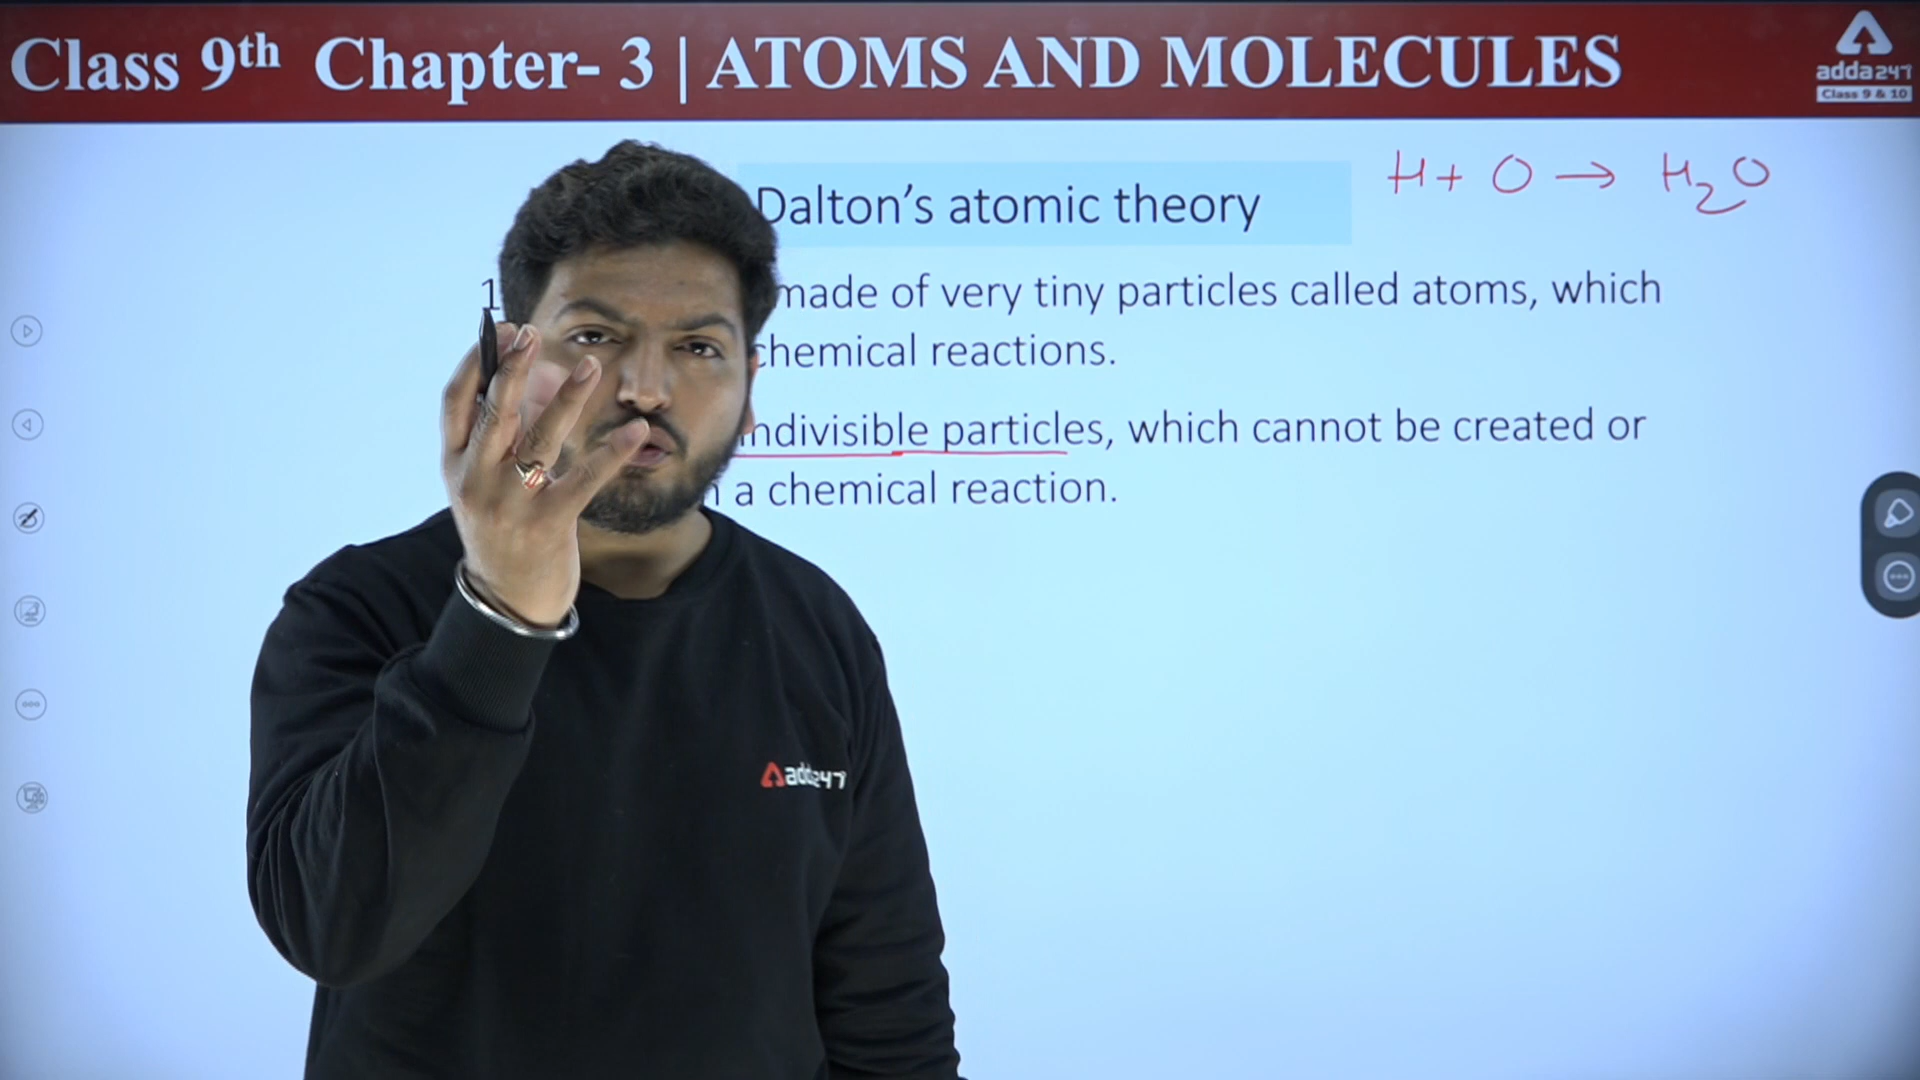 Class 9th Chapter- 3 | ATOMS AND MOLECULES
adda247
Class 9 & 10
Dalton's atomic theory
H + O → H2O
1
made of very tiny particles called atoms, which
chemical reactions.
indivisible particles, which cannot be created or
a chemical reaction.
adda247